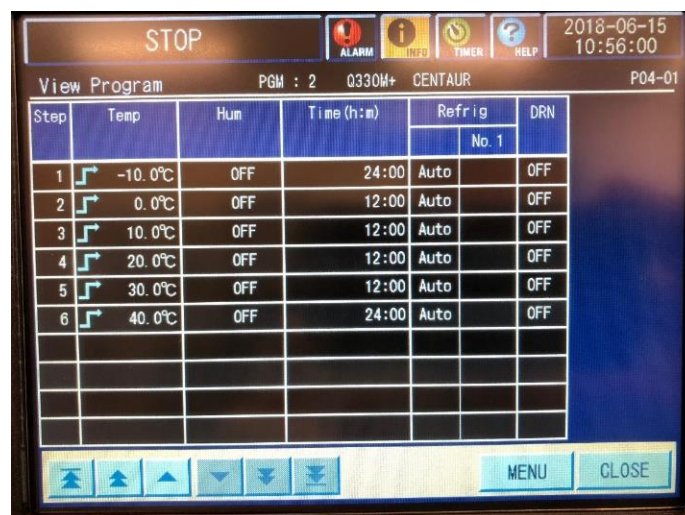 STOP ALARM INFO TIMER HELP 2018-06-15
10:56:00
View Program PGM : 2 Q330M+ CENTAUR P04-01
Step Temp Hum Time(h:m) Refrig DRN
No. 1
1 -10.0℃ OFF 24:00 Auto OFF
2 0.0℃ OFF 12:00 Auto OFF
3 10.0℃ OFF 12:00 Auto OFF
4 20.0℃ OFF 12:00 Auto OFF
5 30.0℃ OFF 12:00 Auto OFF
6 40.0℃ OFF 24:00 Auto OFF
MENU CLOSE